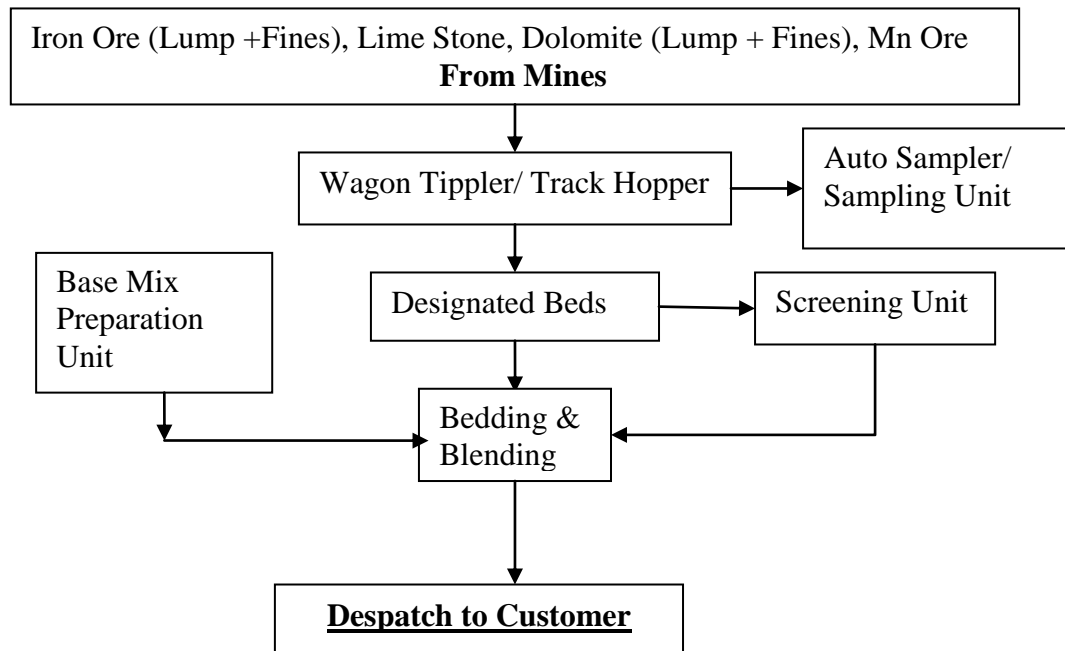 Iron Ore (Lump +Fines), Lime Stone, Dolomite (Lump + Fines), Mn Ore
From Mines
Wagon Tippler/ Track Hopper
Auto Sampler/
Sampling Unit
Base Mix
Preparation
Unit
Designated Beds
Screening Unit
Bedding &
Blending
Despatch to Customer